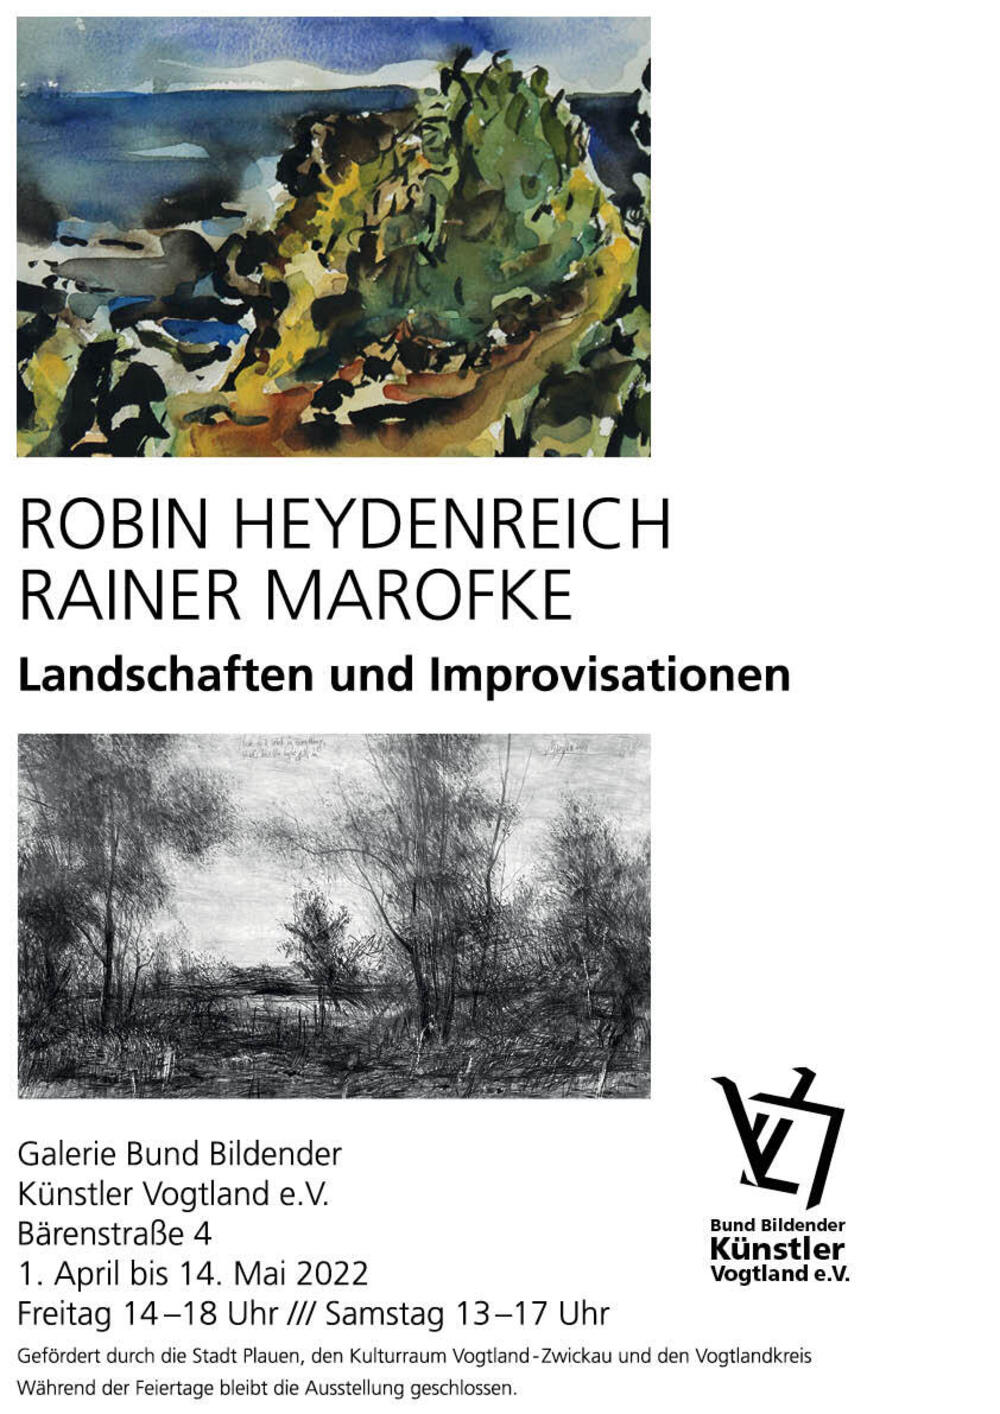 ROBIN HEYDENREICH
RAINER MAROFKE
Landschaften und Improvisationen
Galerie Bund Bildender
Künstler Vogtland e.V.
Bärenstraße 4
1. April bis 14. Mai 2022
Freitag 14–18 Uhr /// Samstag 13–17 Uhr
Gefördert durch die Stadt Plauen, den Kulturraum Vogtland-Zwickau und den Vogtlandkreis
Während der Feiertage bleibt die Ausstellung geschlossen.
Bund Bildender
Künstler
Vogtland e.V.